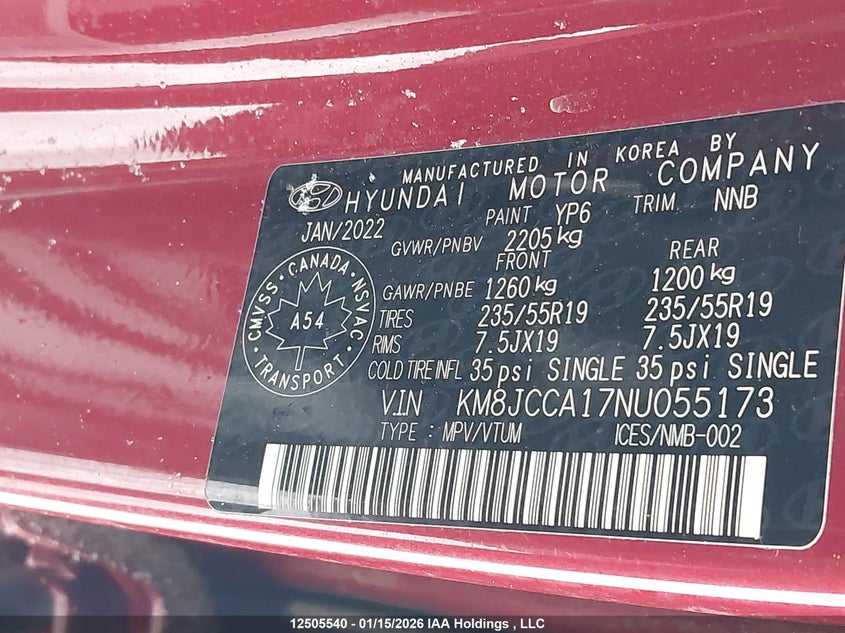 MANUFACTURED IN KOREA BY
HYUNDAI MOTOR COMPANY
JAN/2022 PAINT YP6 TRIM NNB
GVWR/PNBV 2205 kg
FRONT REAR
GAWR/PNBE 1260 kg 1200 kg
TIRES 235/55R19 235/55R19
RIMS 7.5JX19 7.5JX19
COLD TIRE INFL 35 psi SINGLE 35 psi SINGLE
VIN KM8JCCA17NU055173
TYPE : MPV/VTUM ICES/NMB-002
CMVSS · CANADA · NSVAC · TRANSPORT ·
A54
12505540 - 01/15/2026 IAA Holdings , LLC